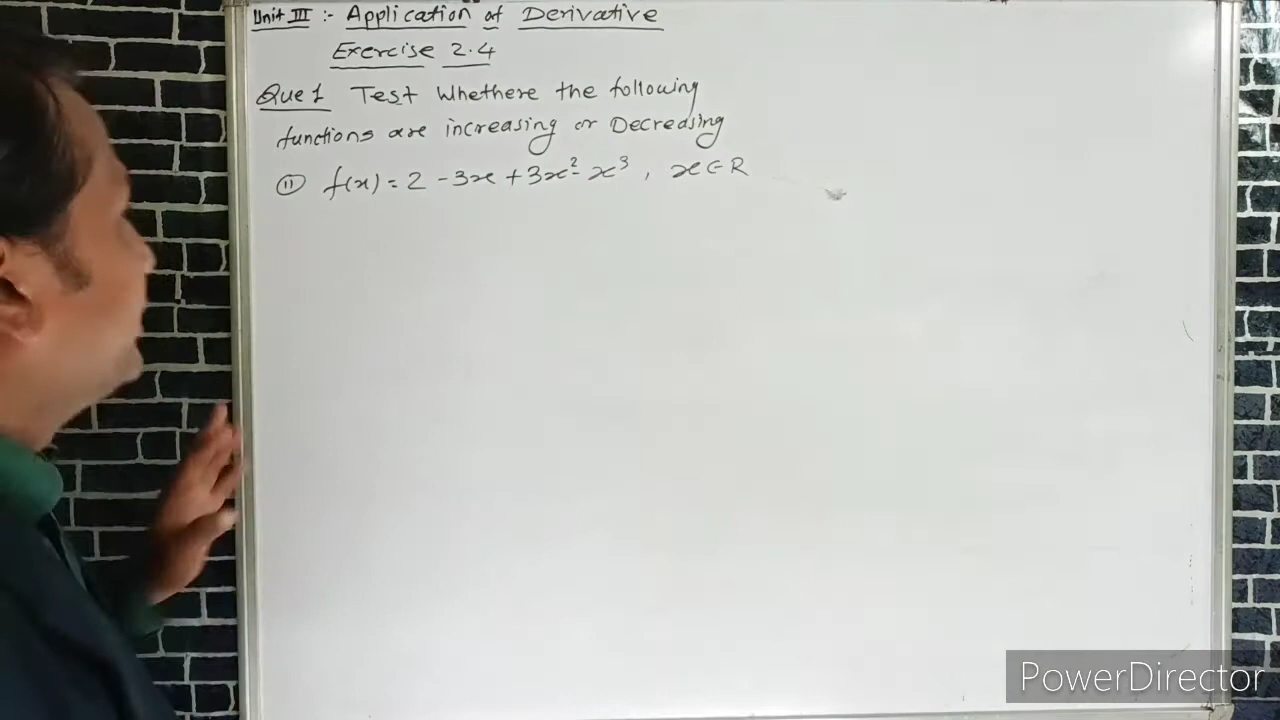 Unit III :- Application of Derivative
Exercise 2.4
Que 1 Test Whethere the following
functions are increasing or Decreasing
(ii) f(x) = 2 - 3x + 3x² - x³ , x ∈ R
PowerDirector